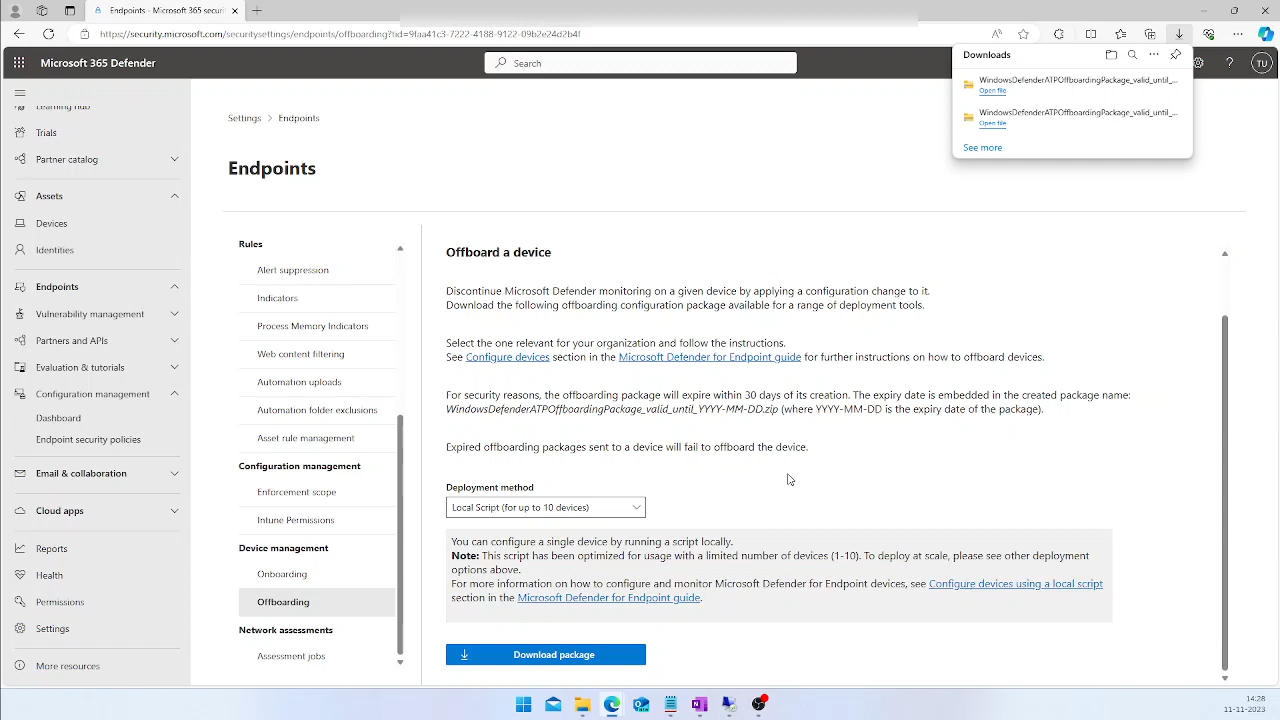 Endpoints - Microsoft 365 securi
https://security.microsoft.com/securitysettings/endpoints/offboarding?tid=9faa41c3-7222-4188-9122-09b2e24d2b4f
Microsoft 365 Defender
Search
TU
Downloads
WindowsDefenderATPOffboardingPackage_valid_until_...
Open file
WindowsDefenderATPOffboardingPackage_valid_until_...
Open file
See more
Learning hub
Trials
Partner catalog
Assets
Devices
Identities
Endpoints
Vulnerability management
Partners and APIs
Evaluation & tutorials
Configuration management
Dashboard
Endpoint security policies
Email & collaboration
Cloud apps
Reports
Health
Permissions
Settings
More resources
Settings > Endpoints
Endpoints
Rules
Alert suppression
Indicators
Process Memory Indicators
Web content filtering
Automation uploads
Automation folder exclusions
Asset rule management
Configuration management
Enforcement scope
Intune Permissions
Device management
Onboarding
Offboarding
Network assessments
Assessment jobs
Offboard a device
Discontinue Microsoft Defender monitoring on a given device by applying a configuration change to it.
Download the following offboarding configuration package available for a range of deployment tools.
Select the one relevant for your organization and follow the instructions.
See Configure devices section in the Microsoft Defender for Endpoint guide for further instructions on how to offboard devices.
For security reasons, the offboarding package will expire within 30 days of its creation. The expiry date is embedded in the created package name:
WindowsDefenderATPOffboardingPackage_valid_until_YYYY-MM-DD.zip (where YYYY-MM-DD is the expiry date of the package).
Expired offboarding packages sent to a device will fail to offboard the device.
Deployment method
Local Script (for up to 10 devices)
You can configure a single device by running a script locally.
Note: This script has been optimized for usage with a limited number of devices (1-10). To deploy at scale, please see other deployment
options above.
For more information on how to configure and monitor Microsoft Defender for Endpoint devices, see Configure devices using a local script
section in the Microsoft Defender for Endpoint guide.
Download package
14:28
11-11-2023